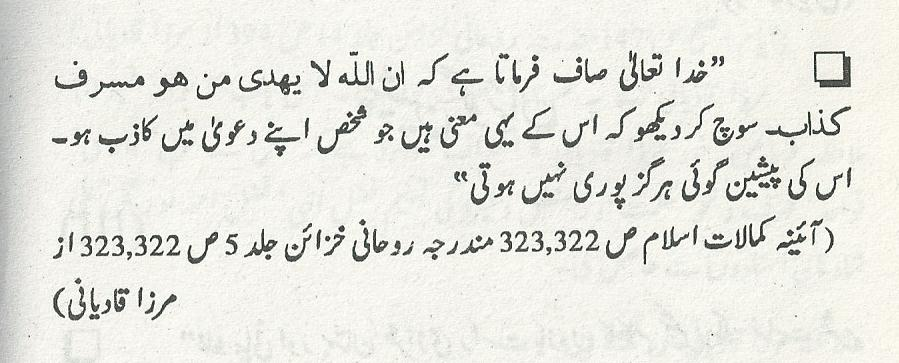 "خدا تعالیٰ صاف فرماتا ہے کہ ان اللّٰہ لا یھدی من ھو مسرف
کذاب۔ سوچ کر دیکھو کہ اس کے یہی معنی ہیں جو شخص اپنے دعویٰ میں کاذب ہو۔
اس کی پیشین گوئی ہرگز پوری نہیں ہوتی"
(آئینہ کمالات اسلام ص 323,322 مندرجہ روحانی خزائن جلد 5 ص 323,322 از
مرزا قادیانی)